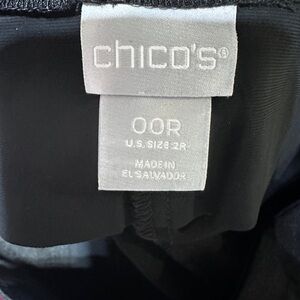 chico's®
00R
U.S. SIZE 2R
MADE IN
EL SALVADOR